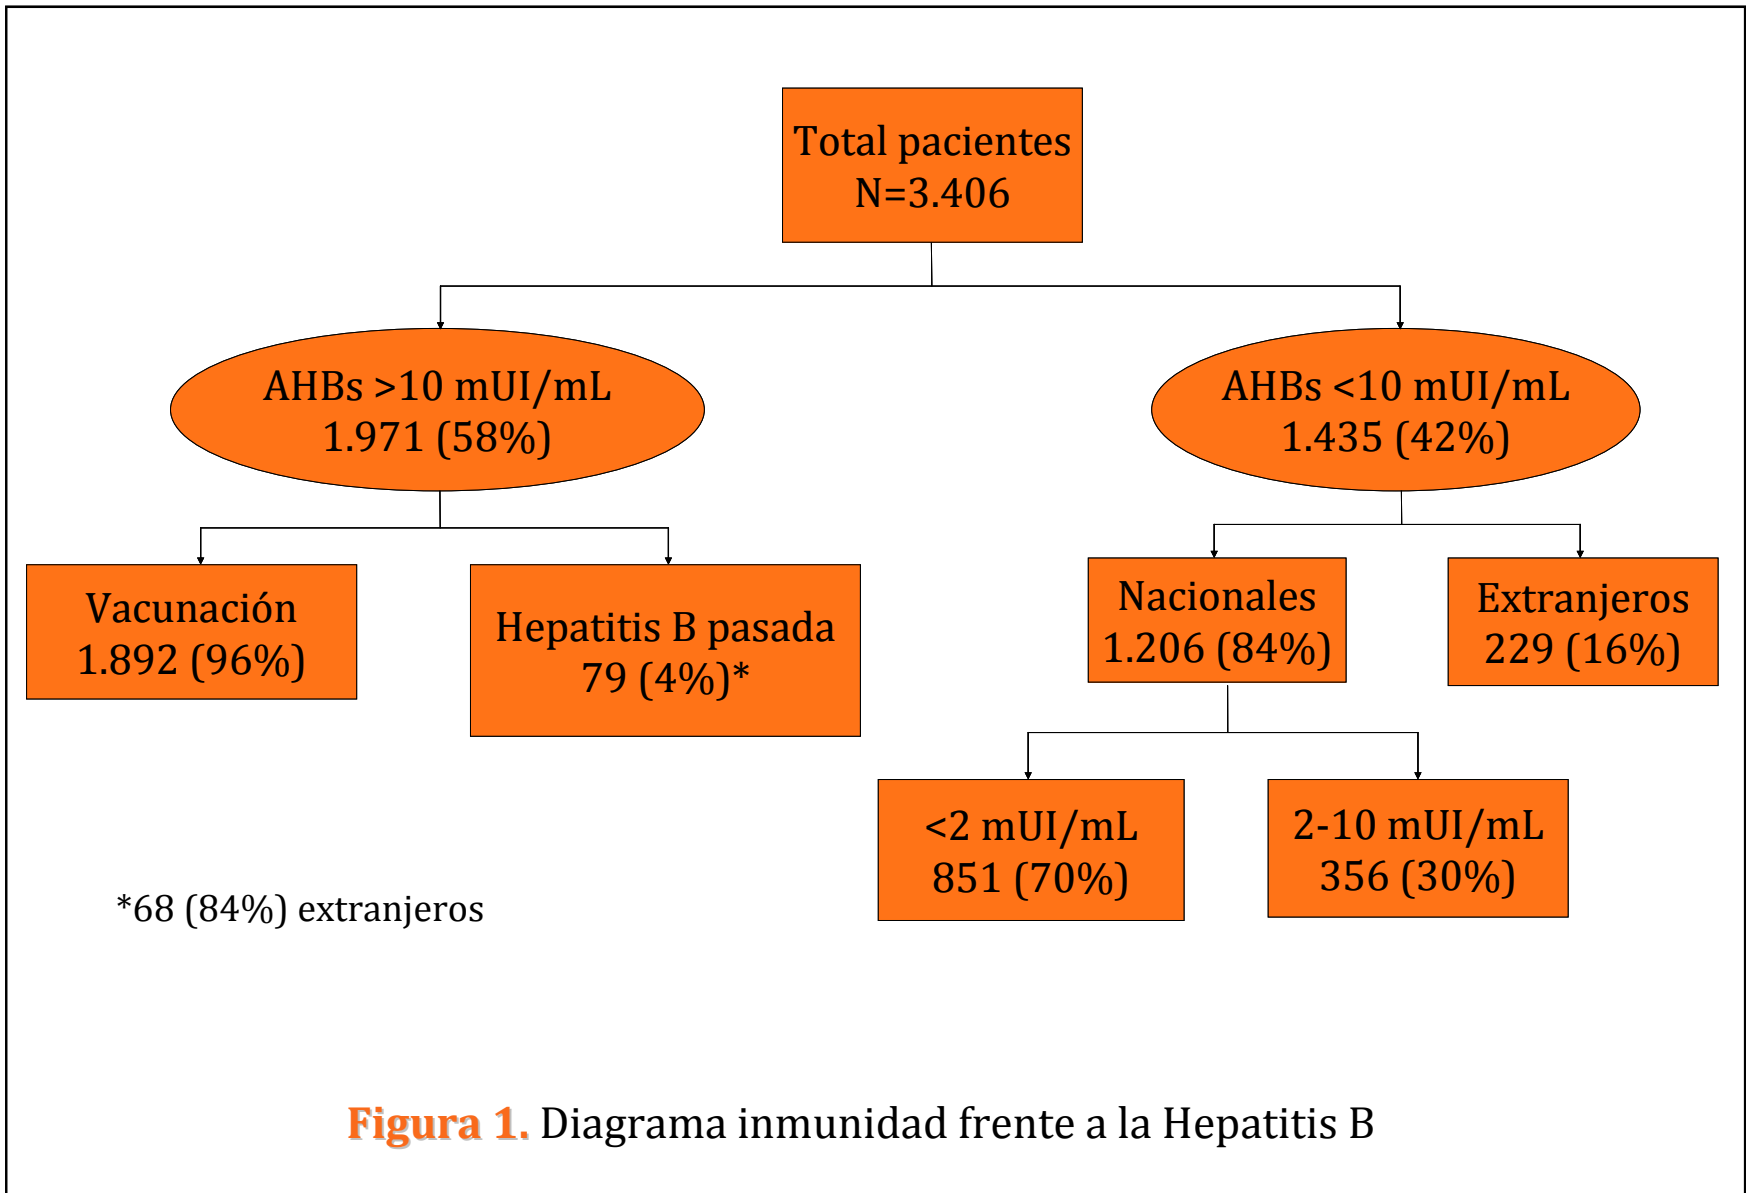 Total pacientes
N=3.406
AHBs >10 mUI/mL
1.971 (58%)
AHBs <10 mUI/mL
1.435 (42%)
Vacunación
1.892 (96%)
Hepatitis B pasada
79 (4%)*
Nacionales
1.206 (84%)
Extranjeros
229 (16%)
<2 mUI/mL
851 (70%)
2-10 mUI/mL
356 (30%)
*68 (84%) extranjeros
Figura 1. Diagrama inmunidad frente a la Hepatitis B